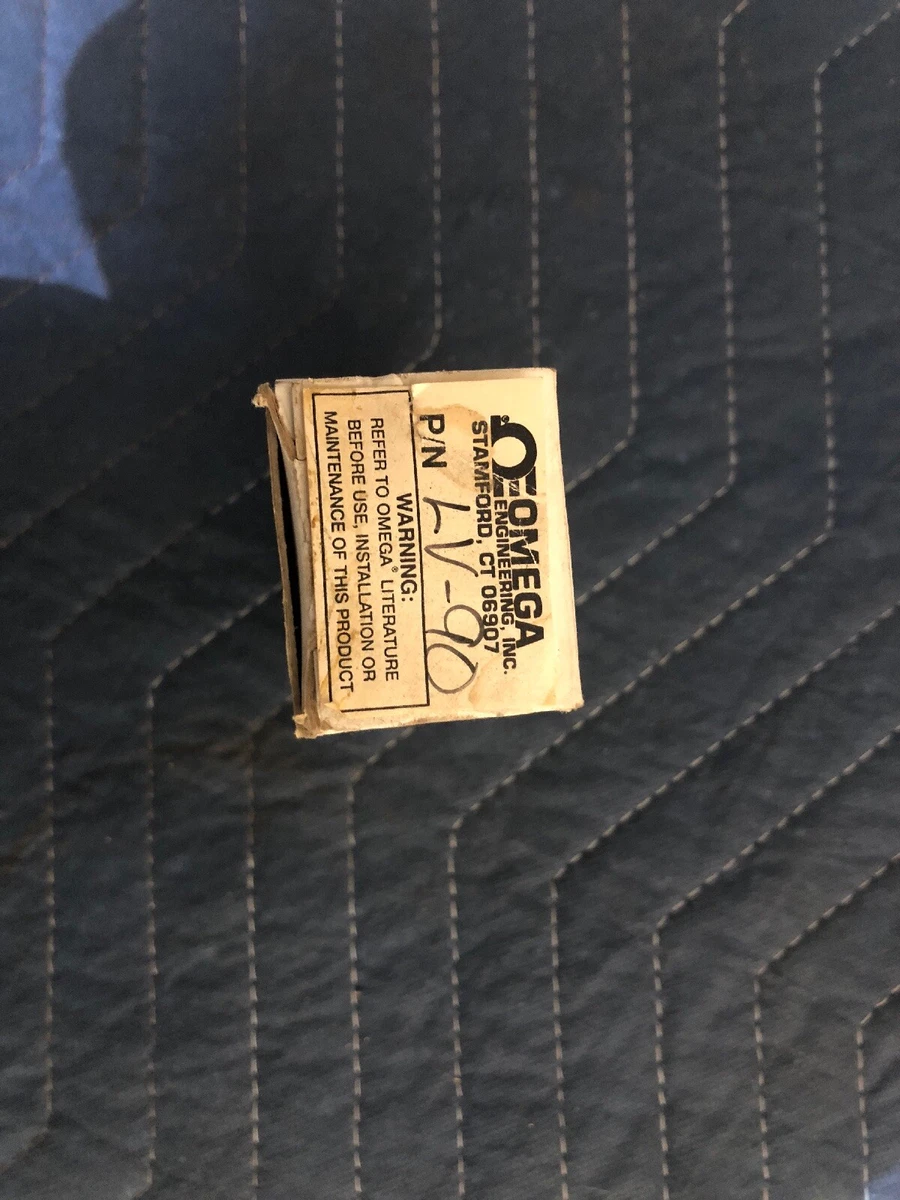 OMEGA
ENGINEERING, INC.
STAMFORD, CT 06907
P/N LV-90
WARNING:
REFER TO OMEGA® LITERATURE
BEFORE USE, INSTALLATION OR
MAINTENANCE OF THIS PRODUCT